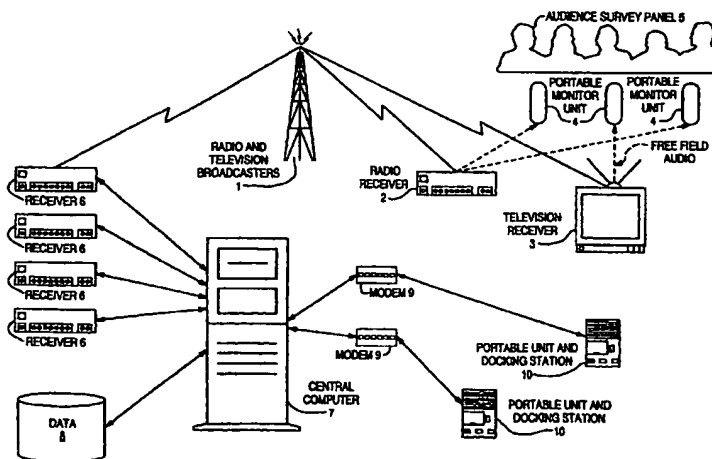 AUDIENCE SURVEY PANEL 5
PORTABLE
MONITOR
UNIT
4
PORTABLE
MONITOR
UNIT
4
FREE FIELD
AUDIO
RADIO AND
TELEVISION
BROADCASTERS
1
RADIO
RECEIVER
2
TELEVISION
RECEIVER
3
RECEIVER 6
RECEIVER 6
RECEIVER 6
RECEIVER 6
MODEM 9
MODEM 9
PORTABLE UNIT AND
DOCKING STATION
10
PORTABLE UNIT AND
DOCKING STATION
10
CENTRAL
COMPUTER
7
DATA
8